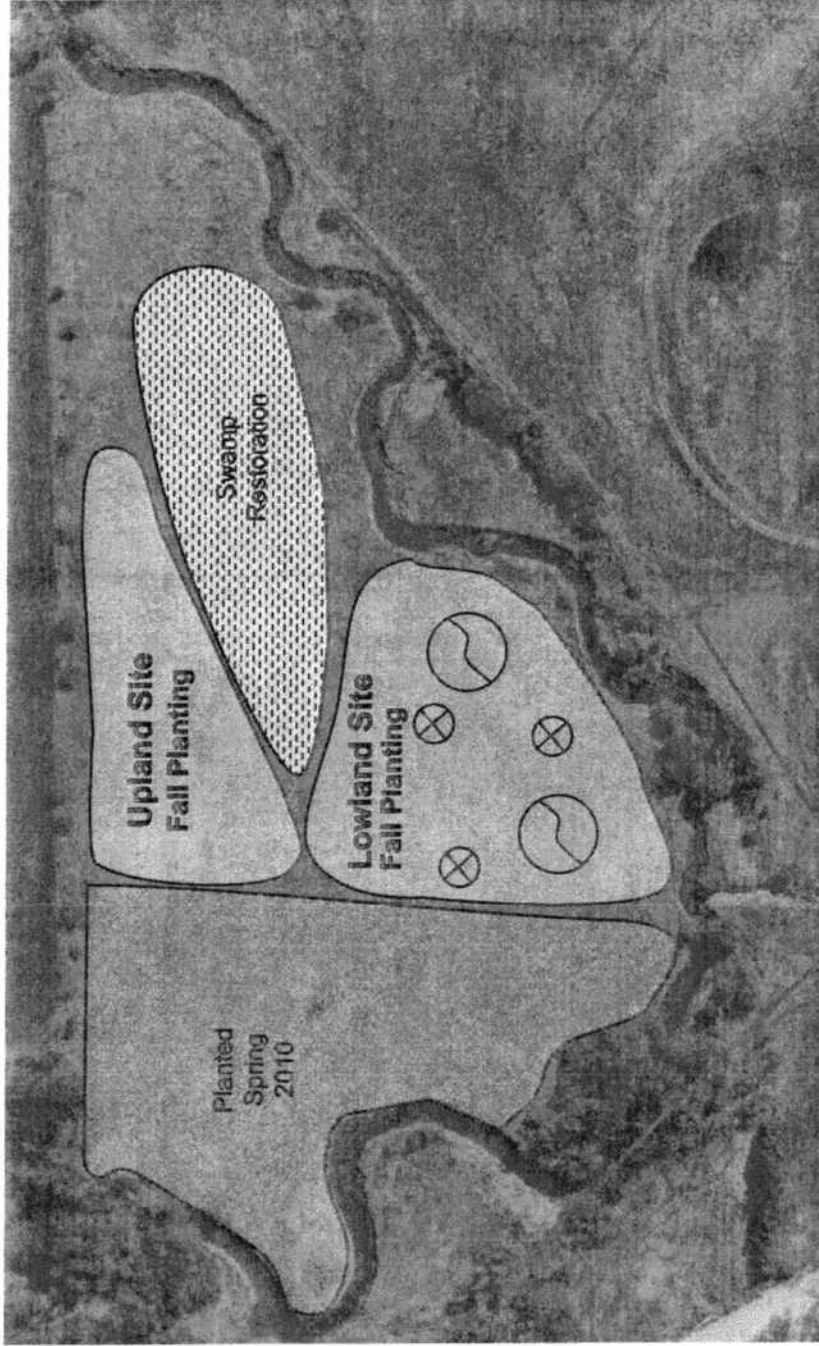 Upland Site
Fall Planting
Swamp
Restoration
Lowland Site
Fall Planting
Planted
Spring
2010